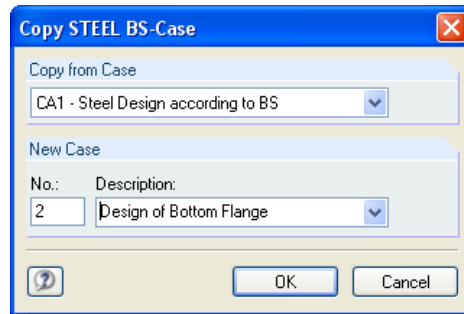 Copy STEEL BS-Case
Copy from Case
CA1 - Steel Design according to BS
New Case
No.: Description:
2 Design of Bottom Flange
OK Cancel